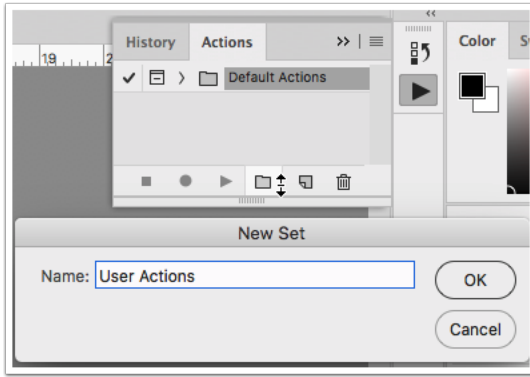 History Actions
Color
19
Default Actions
New Set
Name: User Actions
OK
Cancel